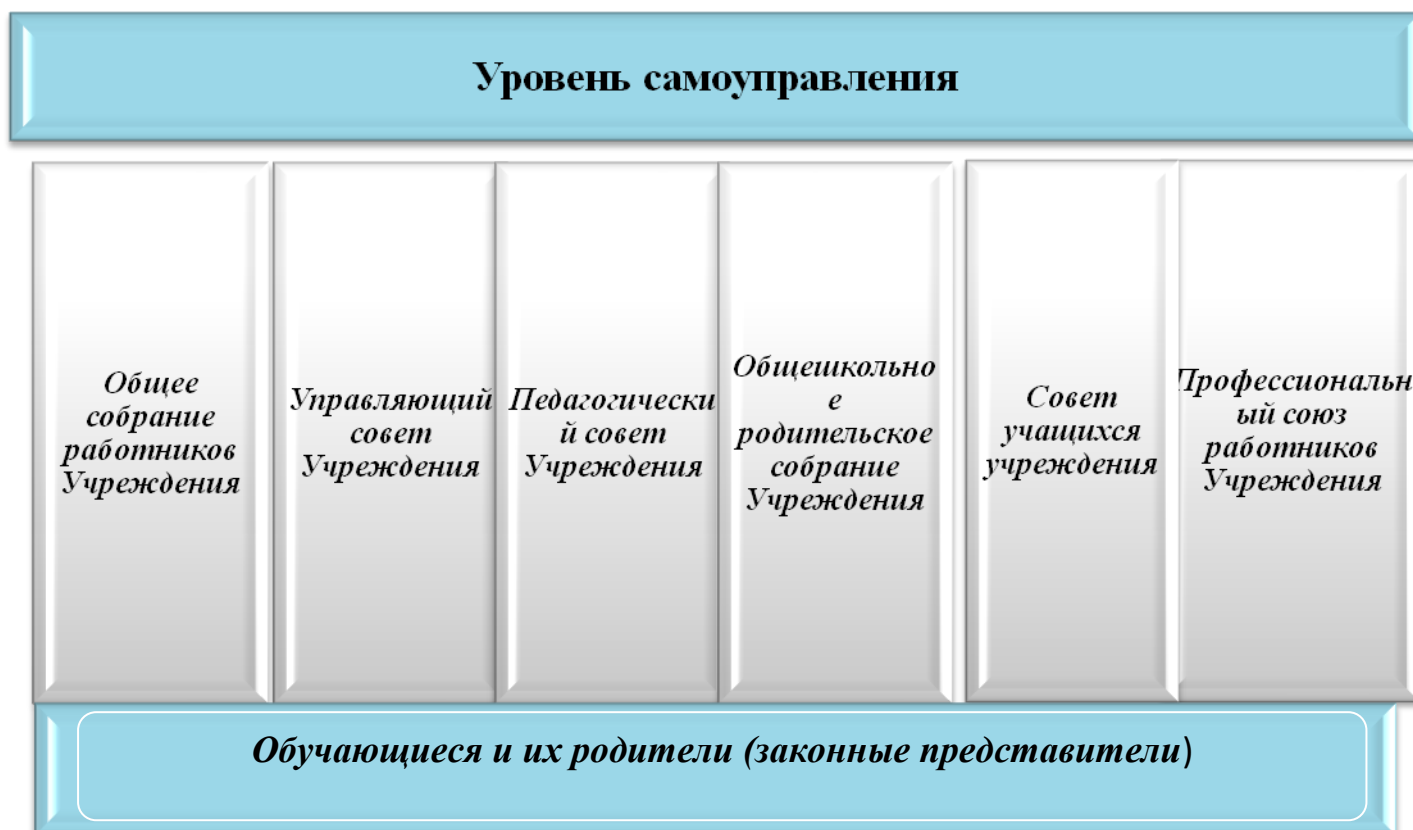 Уровень самоуправления
Общее
собрание
работников
Учреждения
Управляющий
совет
Учреждения
Педагогически
й совет
Учреждения
Общешкольно
е
родительское
собрание
Учреждения
Совет
учащихся
учреждения
Профессиональн
ый союз
работников
Учреждения
Обучающиеся и их родители (законные представители)